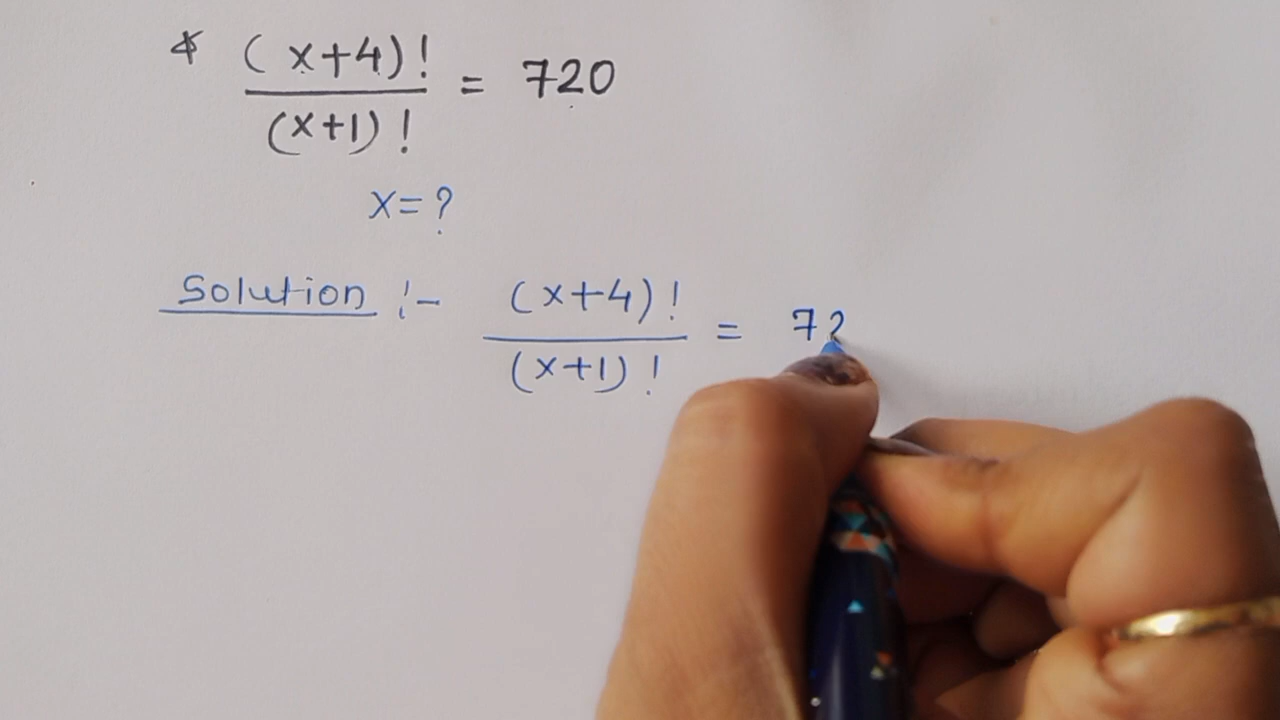 * (x+4)! / (x+1)! = 720
x=?
Solution :- (x+4)! / (x+1)! = 72